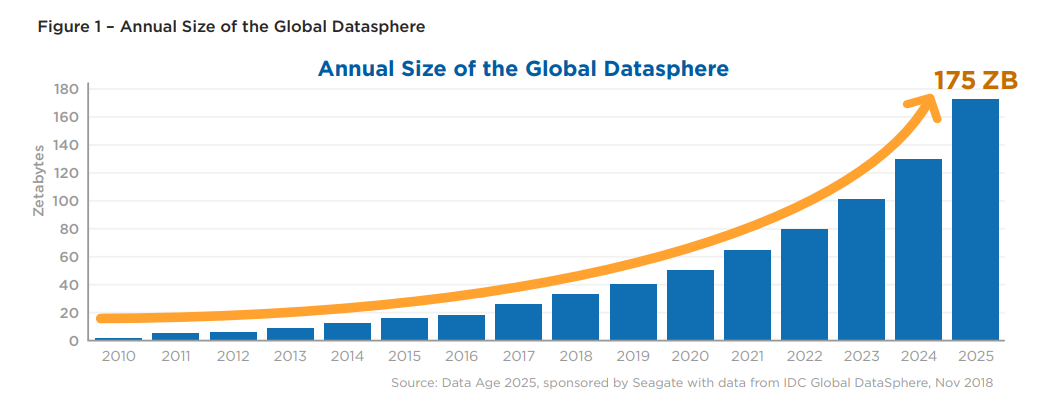 Figure 1 – Annual Size of the Global Datasphere
Annual Size of the Global Datasphere
175 ZB
180
160
140
120
100
80
60
40
20
0
Zetabytes
2010 2011 2012 2013 2014 2015 2016 2017 2018 2019 2020 2021 2022 2023 2024 2025
Source: Data Age 2025, sponsored by Seagate with data from IDC Global DataSphere, Nov 2018